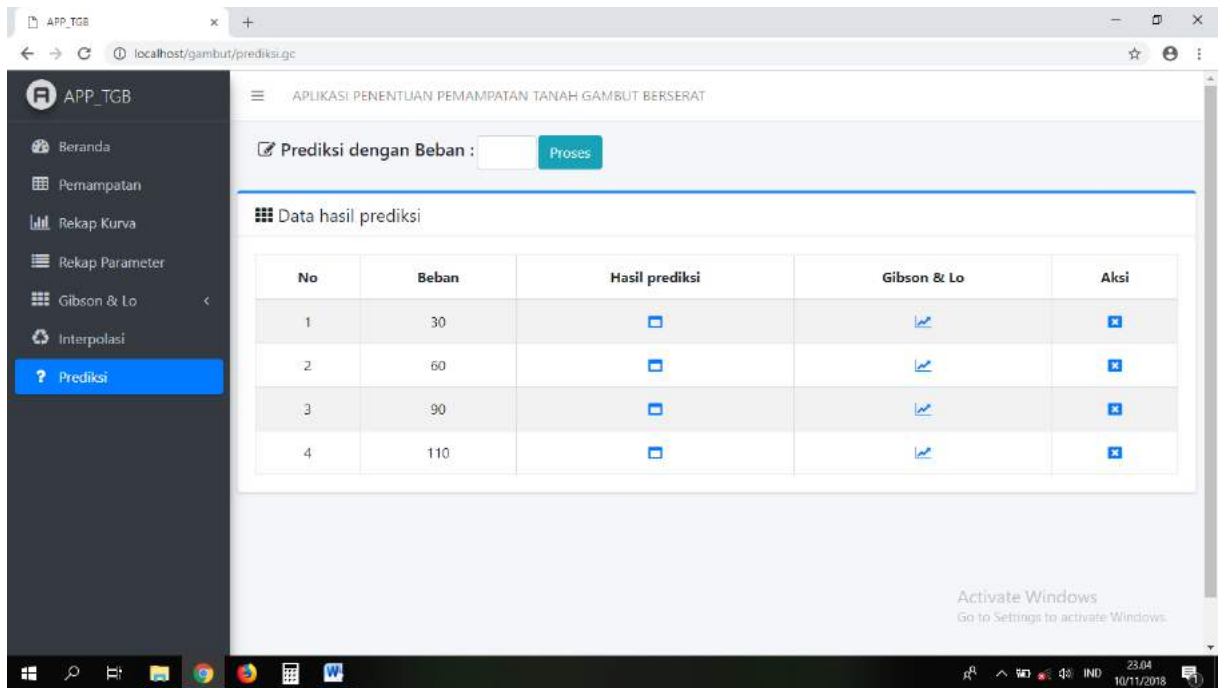 APP_TGB
localhost/gambut/prediksi.gc
APP_TGB
APLIKASI PENENTUAN PEMAMPATAN TANAH GAMBUT BERSERAT
Beranda
Pemampatan
Rekap Kurva
Rekap Parameter
Gibson & Lo
Interpolasi
? Prediksi
Prediksi dengan Beban :
Proses
Data hasil prediksi
No Beban Hasil prediksi Gibson & Lo Aksi
1 30
2 60
3 90
4 110
Activate Windows
Go to Settings to activate Windows.
IND
23.04
10/11/2018